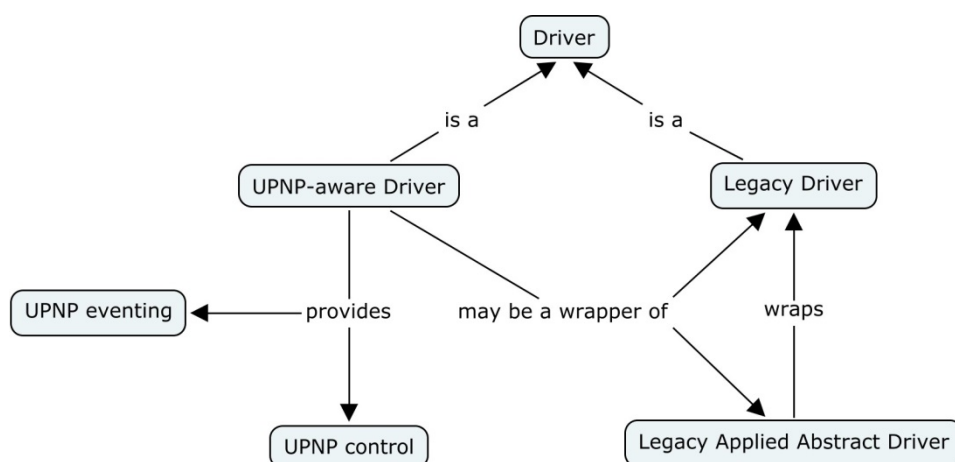 Driver
is a
is a
UPNP-aware Driver
Legacy Driver
UPNP eventing
provides
may be a wrapper of
wraps
UPNP control
Legacy Applied Abstract Driver